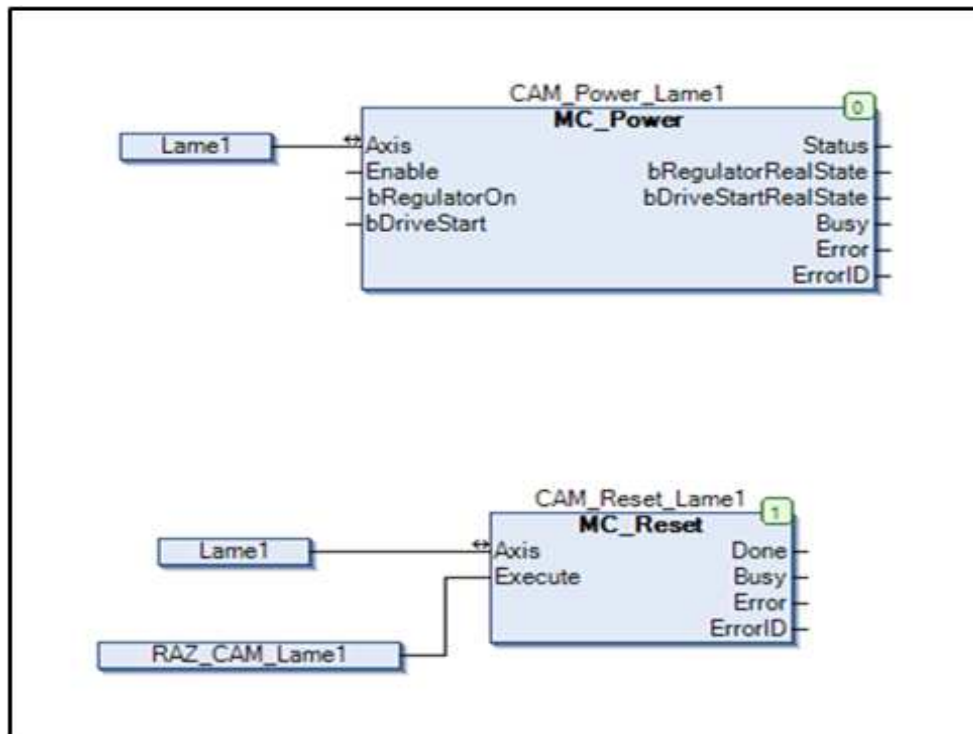 CAM_Power_Lame1
0
MC_Power
Lame1
Axis Status
Enable bRegulatorRealState
bRegulatorOn bDriveStartRealState
bDriveStart Busy
Error
ErrorID
CAM_Reset_Lame1
1
MC_Reset
Lame1
Axis Done
Execute Busy
Error
ErrorID
RAZ_CAM_Lame1